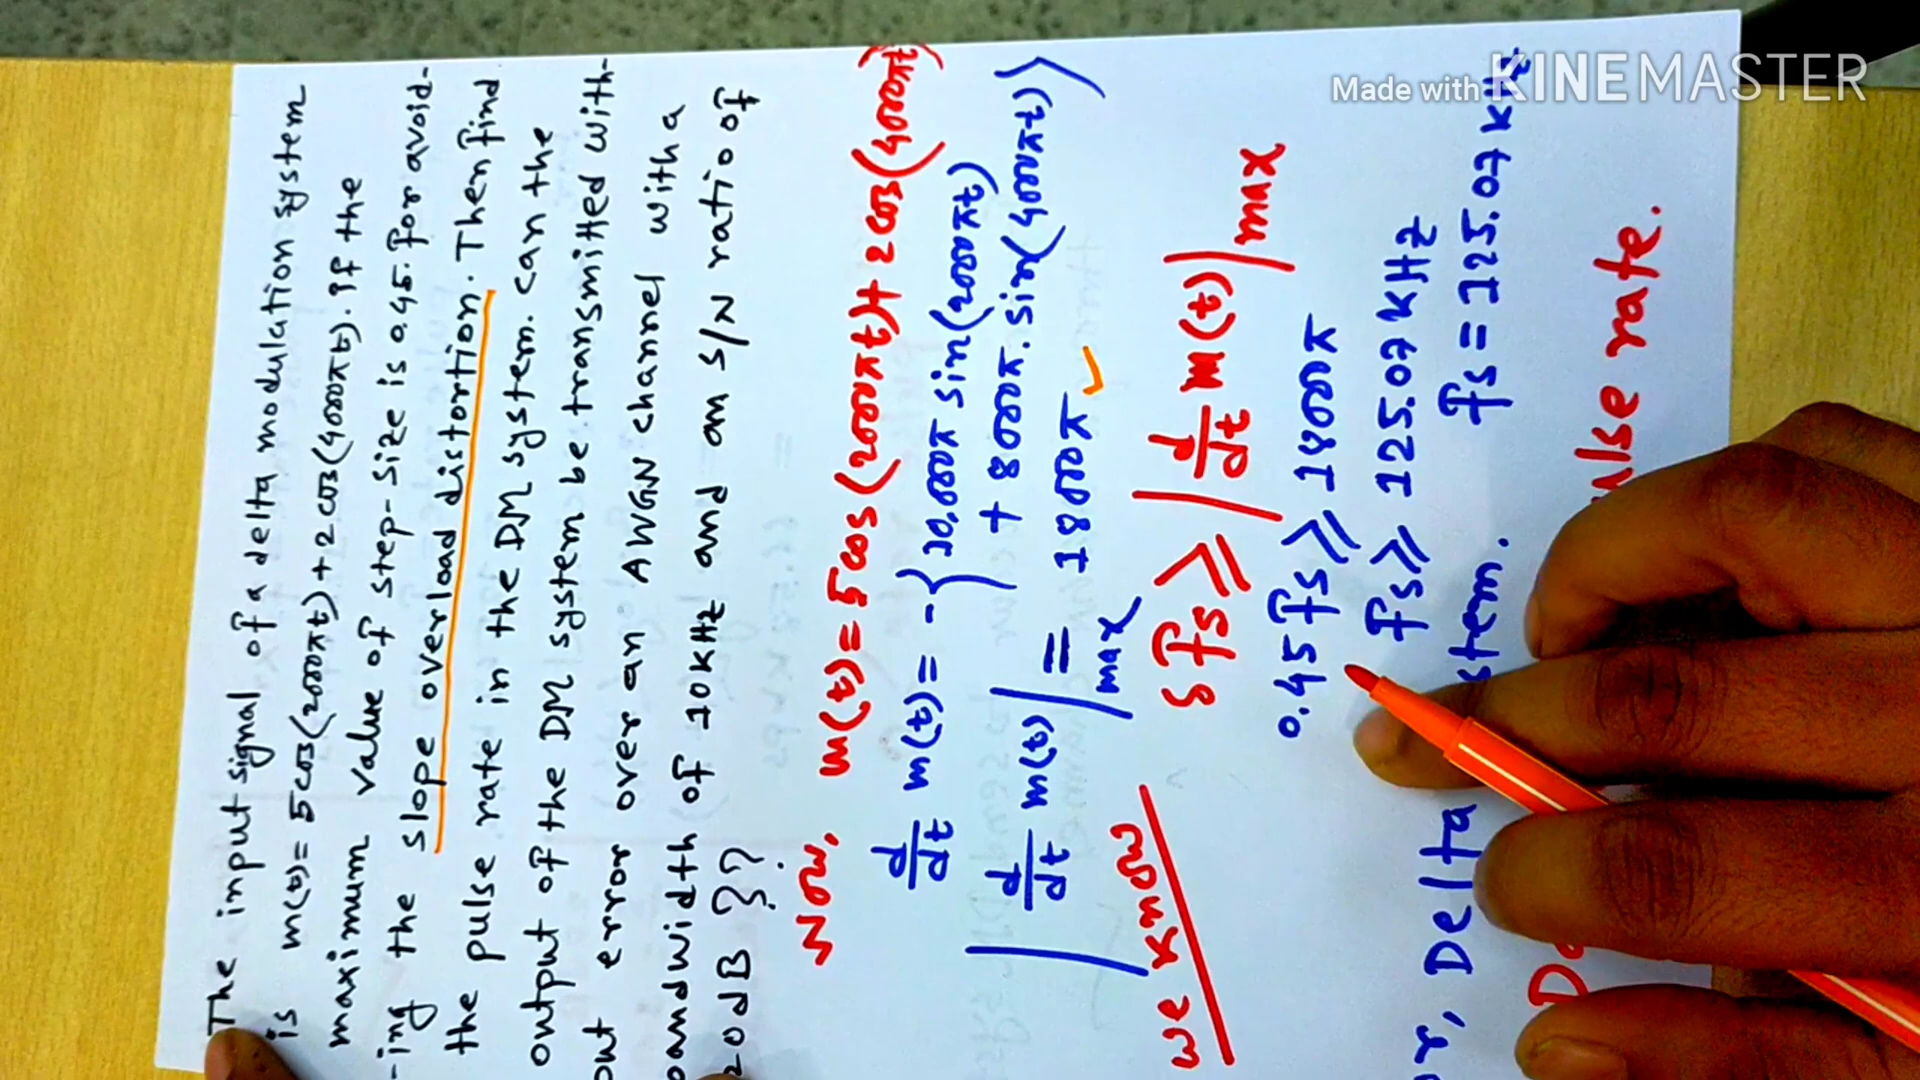 The input signal of a delta modulation system
is m(t) = 5cos(2000πt) + 2cos(4000πt). If the
maximum value of step-size is 0.45. For avoid-
-ing the slope overload distortion. Then find
the pulse rate in the DM system. can the
output of the DM system be transmitted with-
out error over an AWGN channel with a
bandwidth of 10kHz and an S/N ratio of
20dB ??
Now, m(t) = 5cos(2000πt) + 2cos(4000πt)
d/dt m(t) = -{10,000π sin(2000πt)
+ 8000π. sin(4000πt)}
|d/dt m(t)|max = 18000π ✓
we know
δfs ≥ |d/dt m(t)|max
0.45 fs ≥ 18000π
fs ≥ 125.07 kHz
fs = 125.07 kHz
Delta
stem.
rate.
Made with KINEMASTER